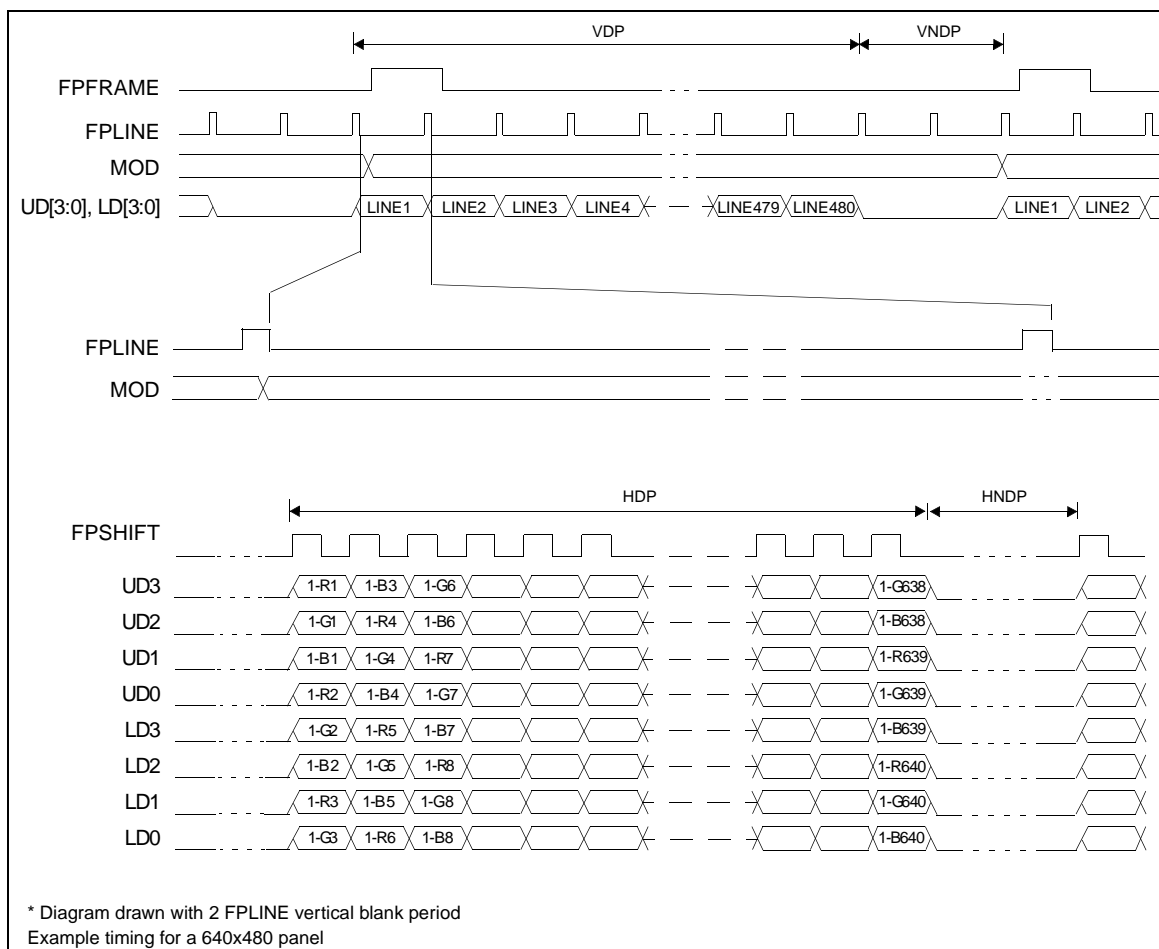 VDP VNDP
FPFRAME
FPLINE
MOD
UD[3:0], LD[3:0] LINE1 LINE2 LINE3 LINE4 LINE479 LINE480 LINE1 LINE2
FPLINE
MOD
HDP HNDP
FPSHIFT
UD3 1-R1 1-B3 1-G6 1-G638
UD2 1-G1 1-R4 1-B6 1-B638
UD1 1-B1 1-G4 1-R7 1-R639
UD0 1-R2 1-B4 1-G7 1-G639
LD3 1-G2 1-R5 1-B7 1-B639
LD2 1-B2 1-G5 1-R8 1-R640
LD1 1-R3 1-B5 1-G8 1-G640
LD0 1-G3 1-R6 1-B8 1-B640
* Diagram drawn with 2 FPLINE vertical blank period
Example timing for a 640x480 panel